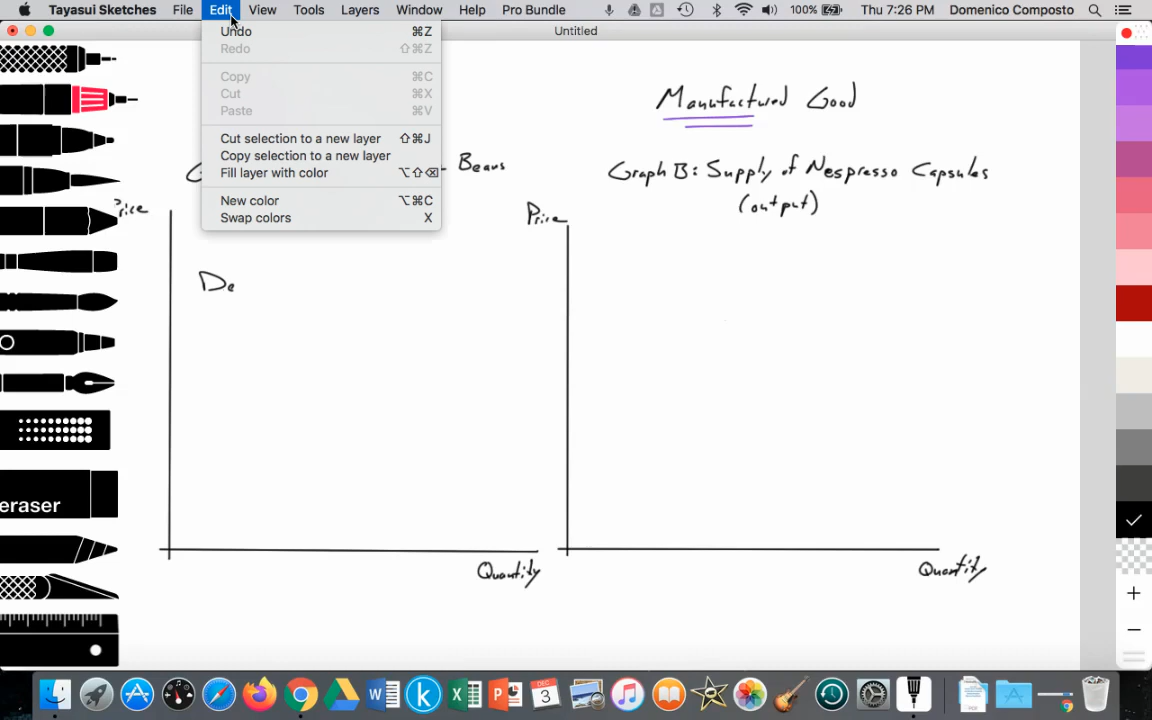 Tayasui Sketches File Edit View Tools Layers Window Help Pro Bundle 100% Thu 7:26 PM Domenico Composto
Untitled
Undo ⌘Z
Redo ⇧⌘Z
Copy ⌘C
Cut ⌘X
Paste ⌘V
Cut selection to a new layer ⇧⌘J
Copy selection to a new layer
Fill layer with color ⌥⇧⌫
New color ⌥⌘C
Swap colors X
Manufactured Good
Beans
Graph B: Supply of Nespresso Capsules
(output)
Price
Price
De
Quantity
Quantity
eraser
DEC
3